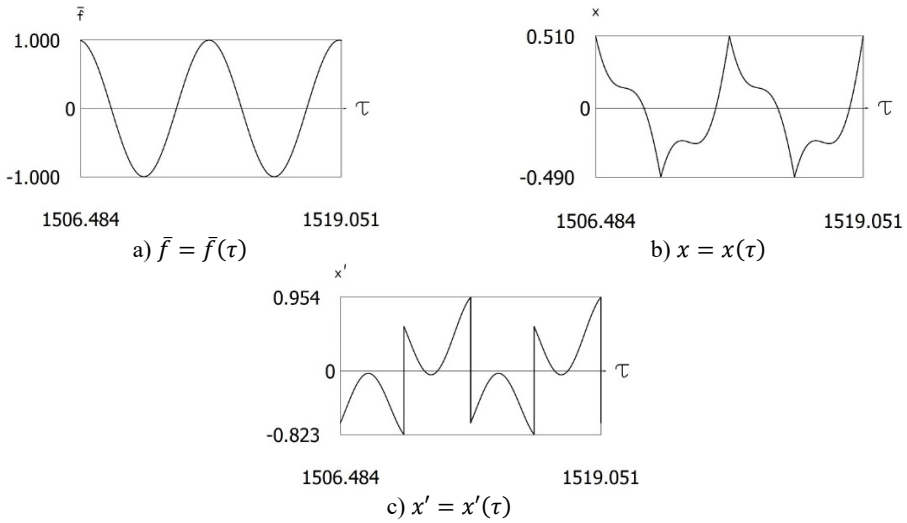 f̄
1.000
0
-1.000
τ
1506.484 1519.051
a) f̄ = f̄(τ)
x
0.510
0
-0.490
τ
1506.484 1519.051
b) x = x(τ)
x′
0.954
0
-0.823
τ
1506.484 1519.051
c) x′ = x′(τ)